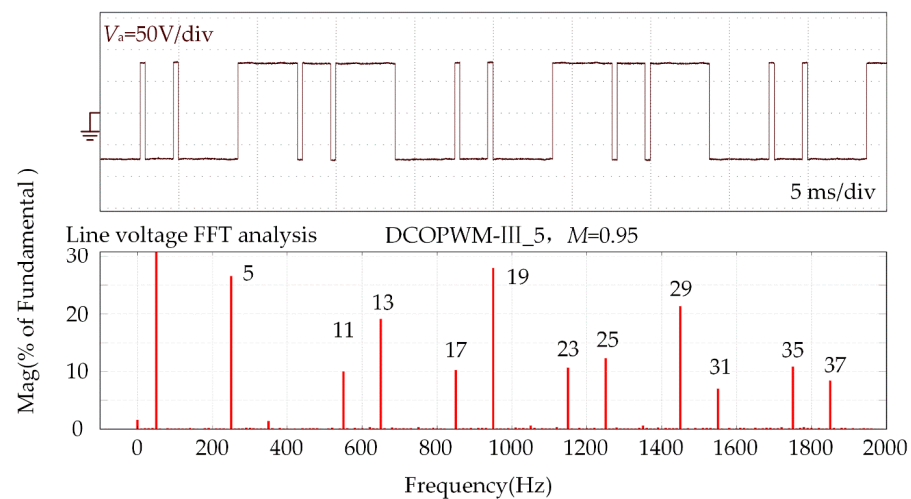 Va=50V/div
5 ms/div
Line voltage FFT analysis
DCOPWM-III_5，M=0.95
Mag(% of Fundamental )
30
20
10
0
5
11
13
17
19
23
25
29
31
35
37
0 200 400 600 800 1000 1200 1400 1600 1800 2000
Frequency(Hz)